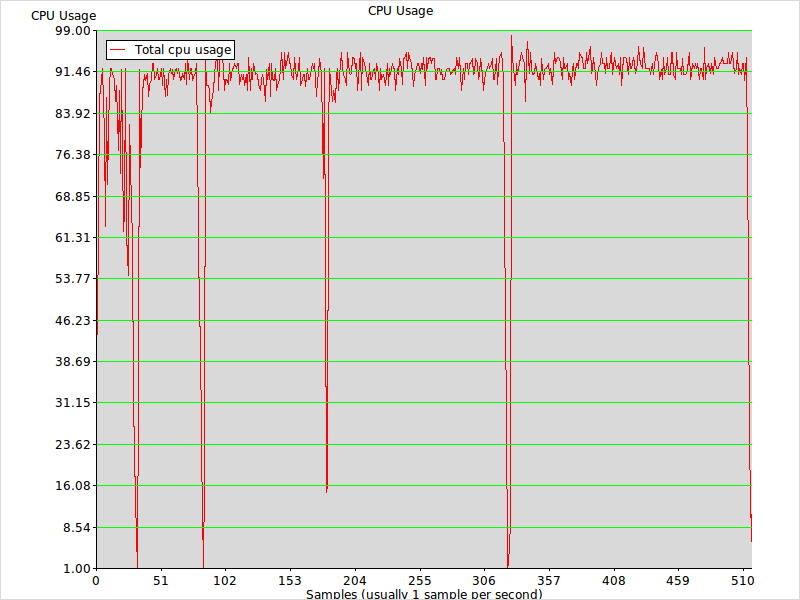 CPU Usage
CPU Usage
99.00
Total cpu usage
91.46
83.92
76.38
68.85
61.31
53.77
46.23
38.69
31.15
23.62
16.08
8.54
1.00
0 51 102 153 204 255 306 357 408 459 510
Samples (usually 1 sample per second)